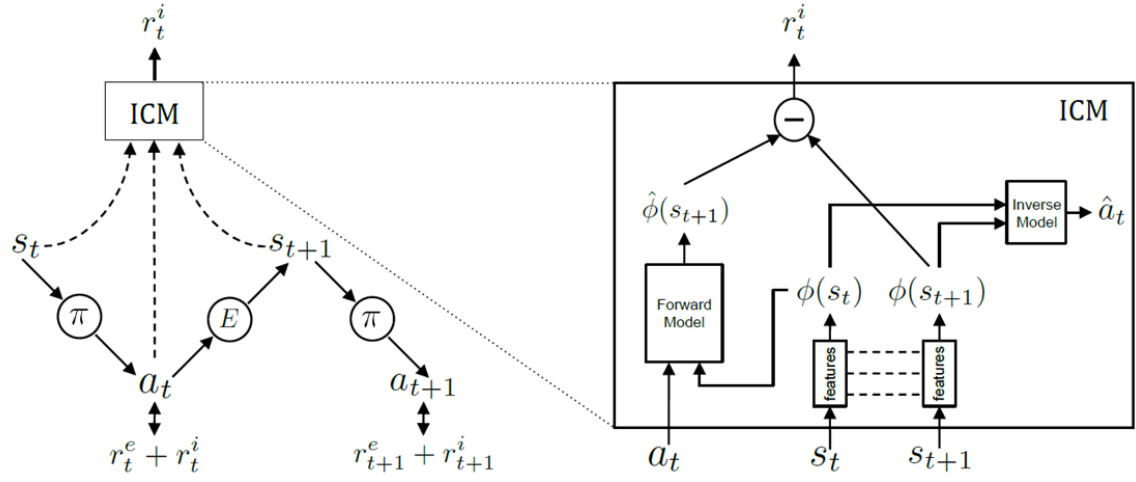 r_t^i
ICM
s_t
s_{t+1}
π
E
π
a_t
a_{t+1}
r_t^e + r_t^i
r_{t+1}^e + r_{t+1}^i
r_t^i
ICM
−
Inverse
Model
â_t
ϕ̂(s_{t+1})
Forward
Model
ϕ(s_t)
ϕ(s_{t+1})
features
features
a_t
s_t
s_{t+1}